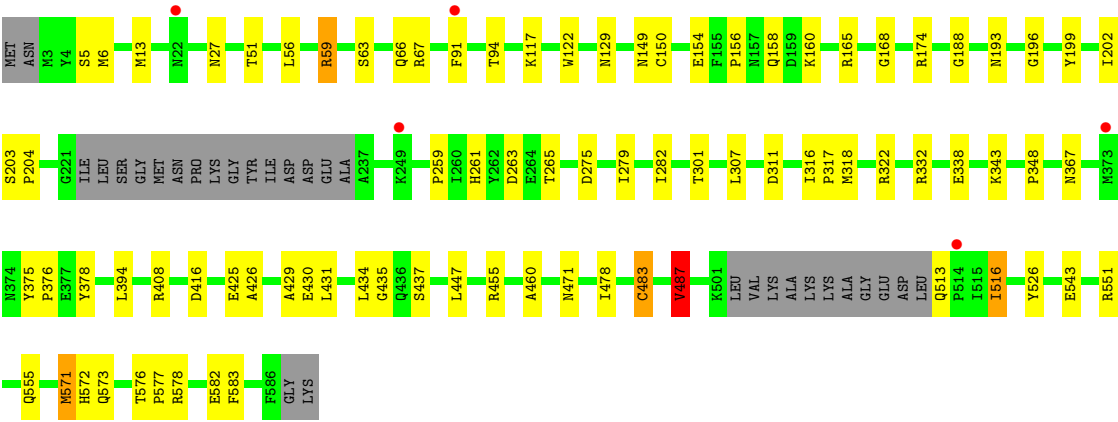 MET ASN M3 Y4 S5 M6 M13 N22 N27 T51 L56 R59 S63 Q66 R67 F91 T94 K117 W122 N129 N149 C150 E154 F155 P156 N157 Q158 D159 K160 R165 G168 R174 G188 N193 G196 Y199 I202
S203 P204 G221 ILE LEU SER GLY MET ASN PRO LYS GLY TYR ILE ASP ASP GLU ALA A237 K249 P259 I260 H261 Y262 D263 E264 T265 D275 I279 I282 T301 L307 D311 I316 P317 M318 R322 R332 E338 K343 P348 N367 M373
N374 Y375 P376 E377 Y378 L394 R408 D416 E425 A426 A429 E430 L431 L434 G435 Q436 S437 L447 R455 A460 N471 I478 C483 V487 K501 LEU VAL LYS ALA LYS LYS ALA GLY GLU ASP LEU Q513 P514 I515 I516 Y526 E543 R551
Q555 M571 H572 Q573 T576 P577 R578 E582 F583 F586 GLY LYS